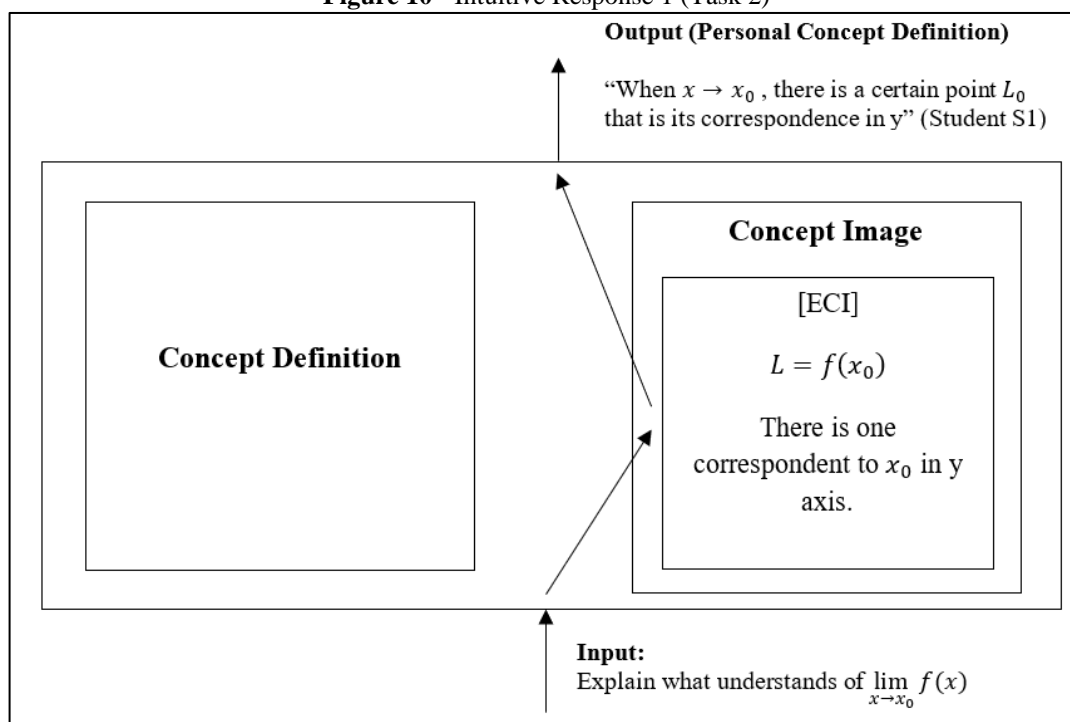 Figure 10 - Intuitive Response 1 (Task 2)
Output (Personal Concept Definition)
“When x → x₀ , there is a certain point L₀
that is its correspondence in y” (Student S1)
Concept Definition
Concept Image
[ECI]
L = f(x₀)
There is one
correspondent to x₀ in y
axis.
Input:
Explain what understands of lim x→x₀ f(x)